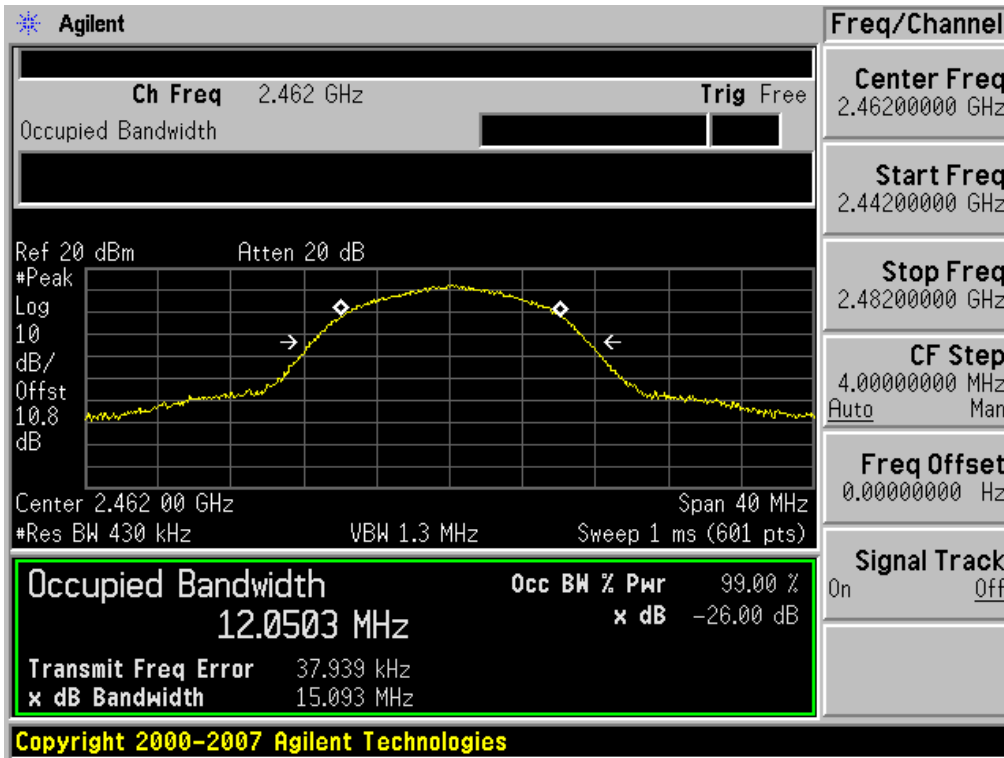 Agilent
Ch Freq 2.462 GHz Trig Free
Occupied Bandwidth
Ref 20 dBm Atten 20 dB
#Peak
Log
10
dB/
Offst
10.8
dB
Center 2.462 00 GHz Span 40 MHz
#Res BW 430 kHz VBW 1.3 MHz Sweep 1 ms (601 pts)
Occupied Bandwidth
12.0503 MHz
Occ BW % Pwr 99.00 %
x dB -26.00 dB
Transmit Freq Error 37.939 kHz
x dB Bandwidth 15.093 MHz
Copyright 2000-2007 Agilent Technologies
Freq/Channel
Center Freq
2.46200000 GHz
Start Freq
2.44200000 GHz
Stop Freq
2.48200000 GHz
CF Step
4.00000000 MHz
Auto Man
Freq Offset
0.00000000 Hz
Signal Track
On Off